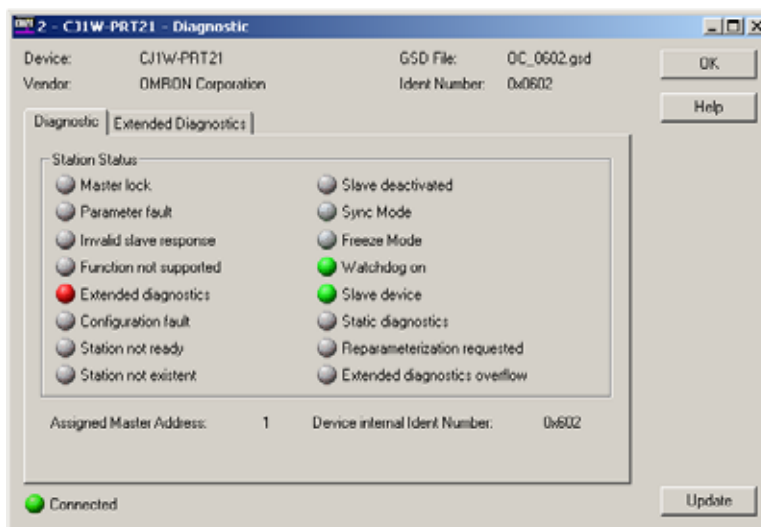 2 - CJ1W-PRT21 - Diagnostic
Device: CJ1W-PRT21 GSD File: OC_0602.gsd
Vendor: OMRON Corporation Ident Number: 0x0602
OK
Help
Diagnostic Extended Diagnostics
Station Status
Master lock Slave deactivated
Parameter fault Sync Mode
Invalid slave response Freeze Mode
Function not supported Watchdog on
Extended diagnostics Slave device
Configuration fault Static diagnostics
Station not ready Reparameterization requested
Station not existent Extended diagnostics overflow
Assigned Master Address: 1 Device internal Ident Number: 0x602
Connected
Update